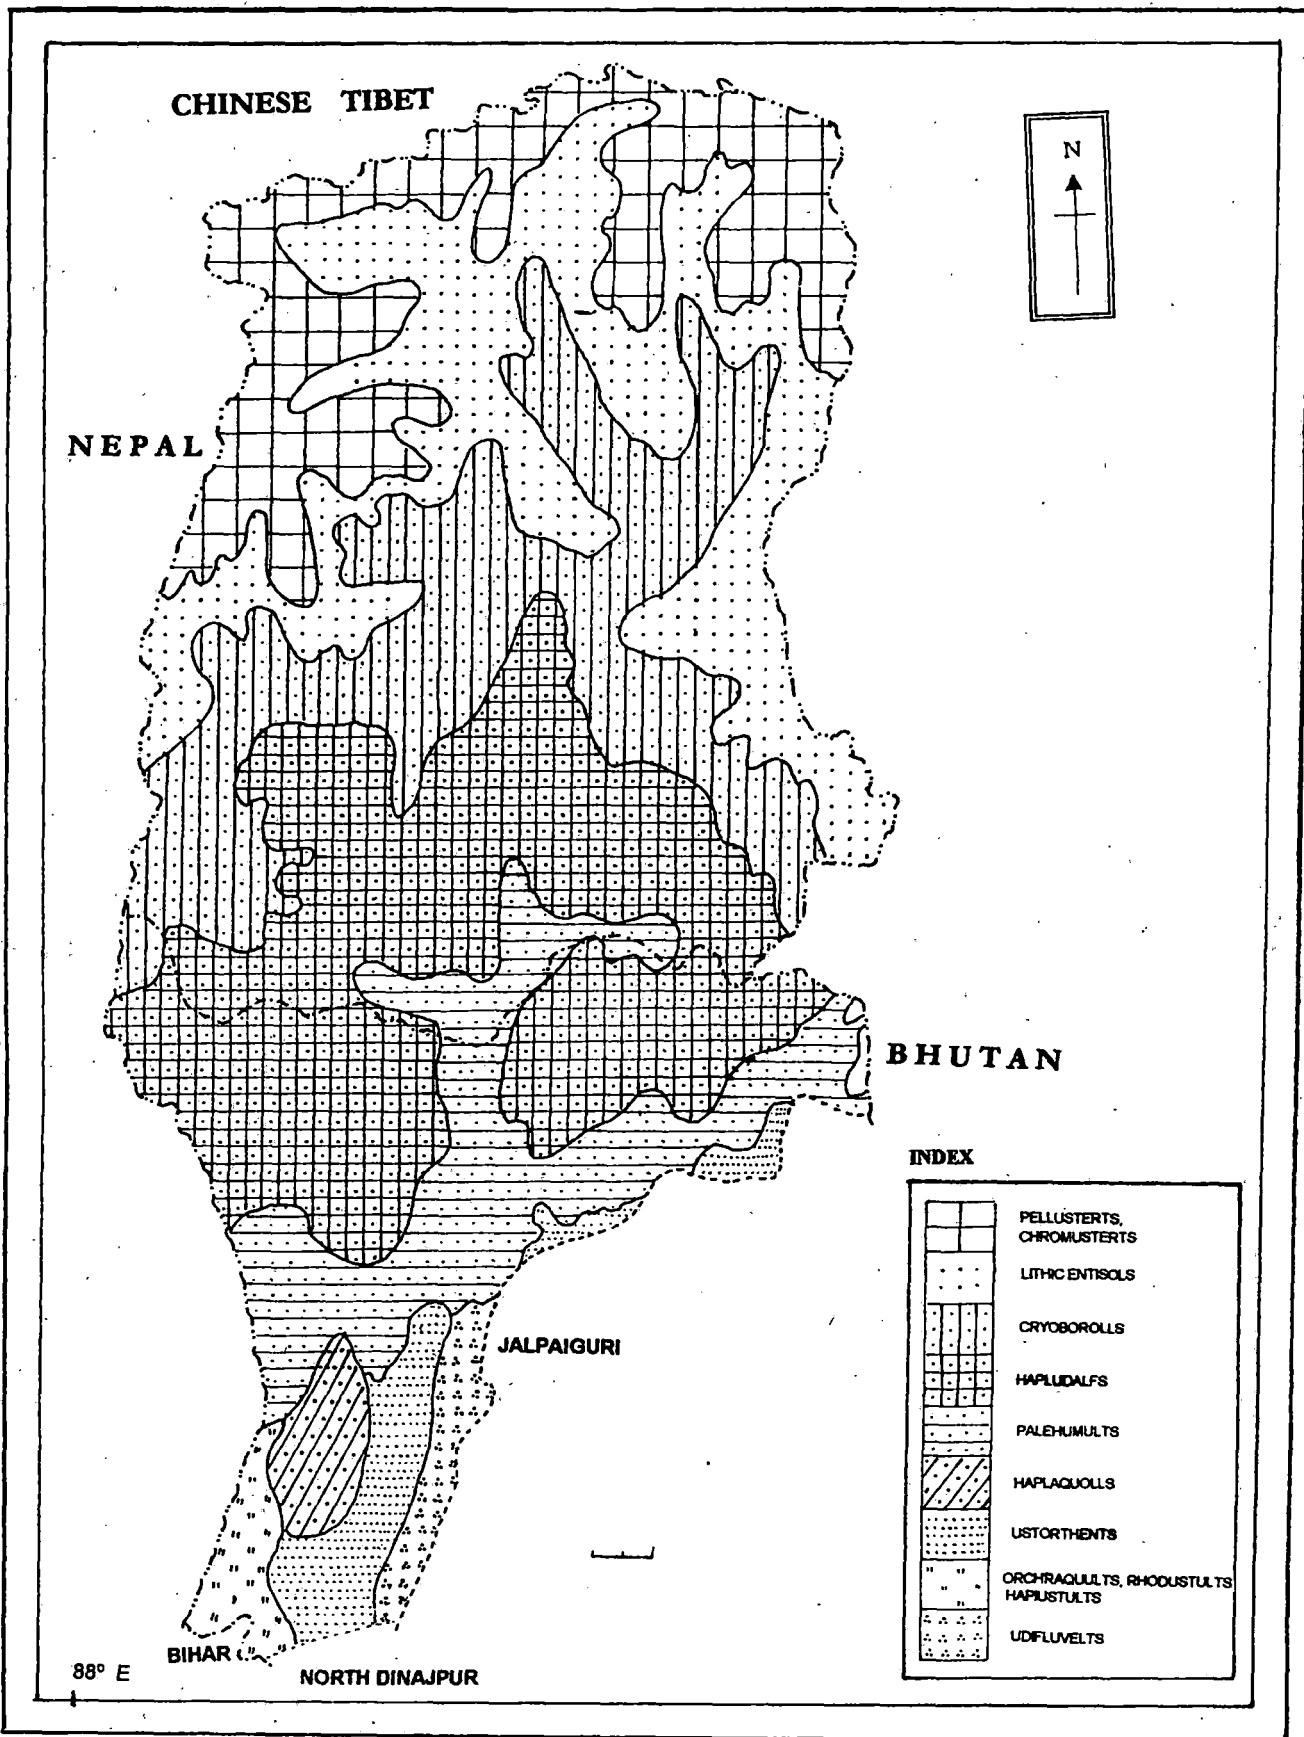 CHINESE TIBET
N
NEPAL
BHUTAN
INDEX
PELLUSTERTS,
CHROMUSTERTS
LITHIC ENTISOLS
CRYOBOROLLS
HAPLUDALFS
PALEHUMULTS
HAPLAQUOLLS
USTORTHENTS
ORCHRAQUULTS, RHODUSTULTS
HAPIUSTULTS
UDIFLUVELTS
JALPAIGURI
BIHAR
NORTH DINAJPUR
88° E